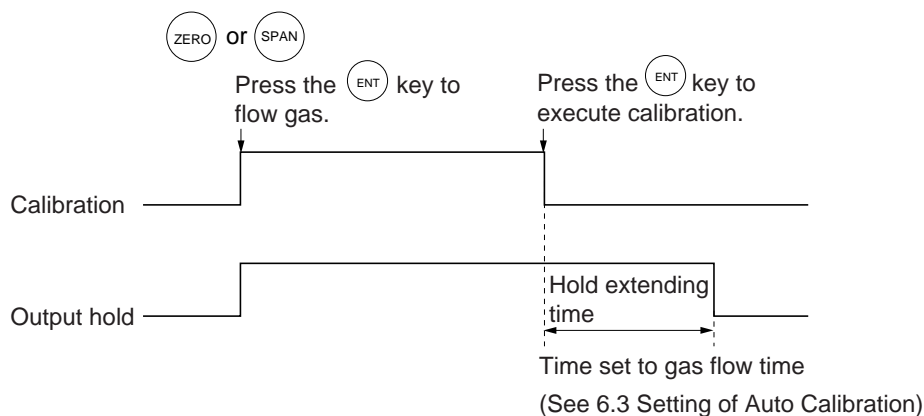 ZERO or SPAN
Press the ENT key to
flow gas.
Press the ENT key to
execute calibration.
Calibration
Output hold
Hold extending
time
Time set to gas flow time
(See 6.3 Setting of Auto Calibration)